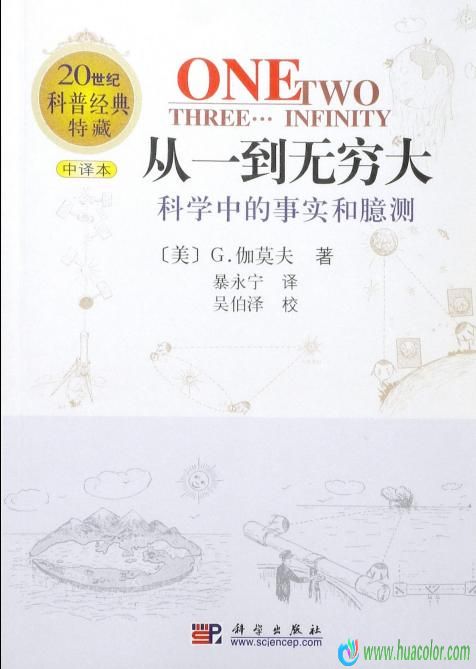 20世纪
科普经典
特藏
中译本
ONE TWO
THREE… INFINITY
从一到无穷大
科学中的事实和臆测
〔美〕G.伽莫夫 著
暴永宁 译
吴伯泽 校
科学出版社
www.sciencep.com
www.huacolor.com